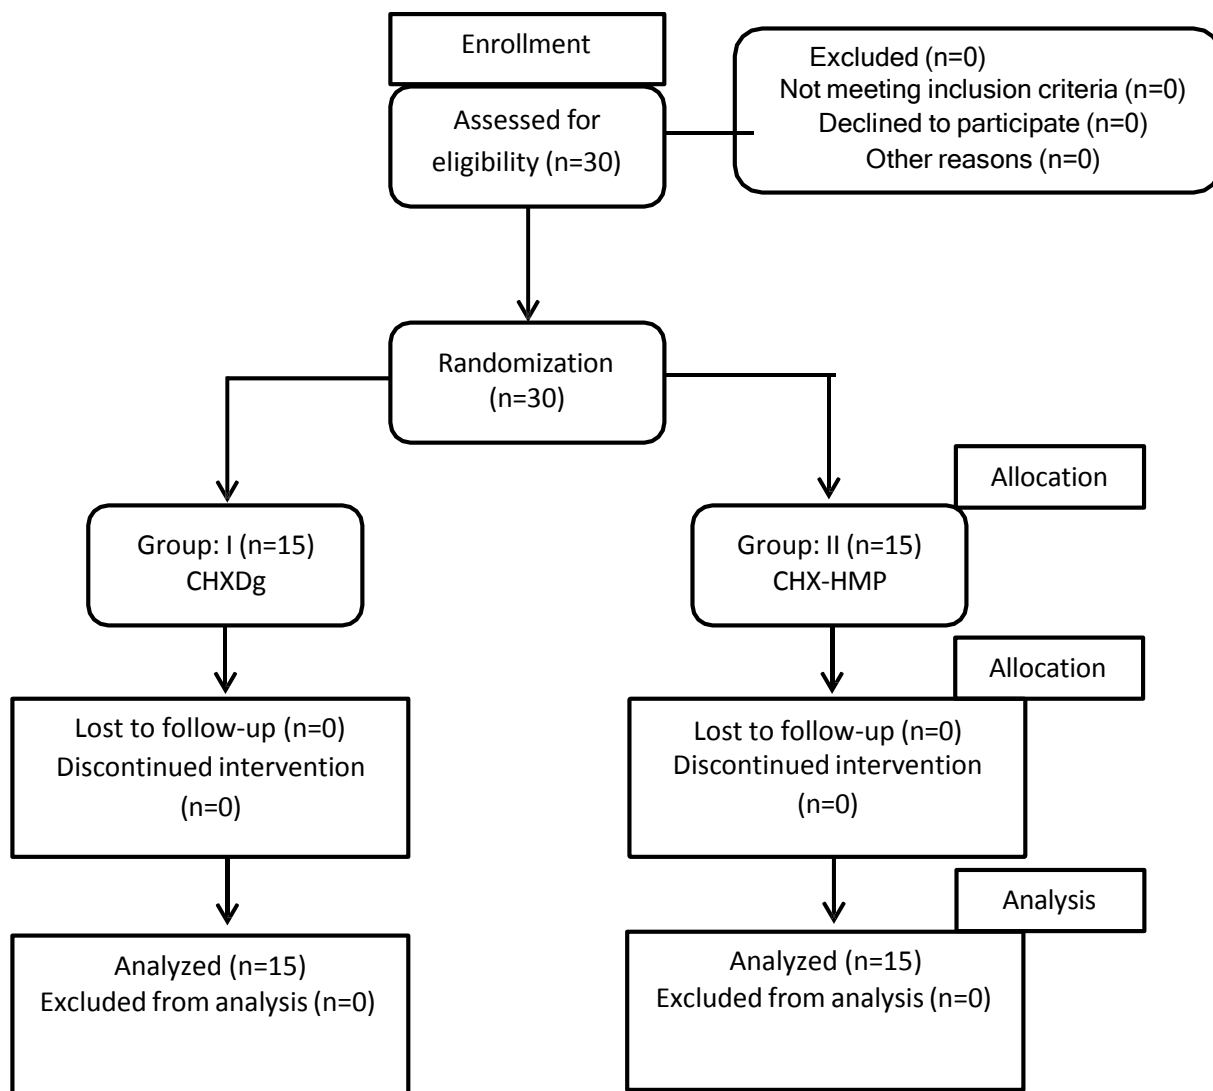 Enrollment
Assessed for
eligibility (n=30)
Excluded (n=0)
Not meeting inclusion criteria (n=0)
Declined to participate (n=0)
Other reasons (n=0)
Randomization
(n=30)
Allocation
Group: I (n=15)
CHXDg
Group: II (n=15)
CHX-HMP
Allocation
Lost to follow-up (n=0)
Discontinued intervention
(n=0)
Lost to follow-up (n=0)
Discontinued intervention
(n=0)
Analysis
Analyzed (n=15)
Excluded from analysis (n=0)
Analyzed (n=15)
Excluded from analysis (n=0)